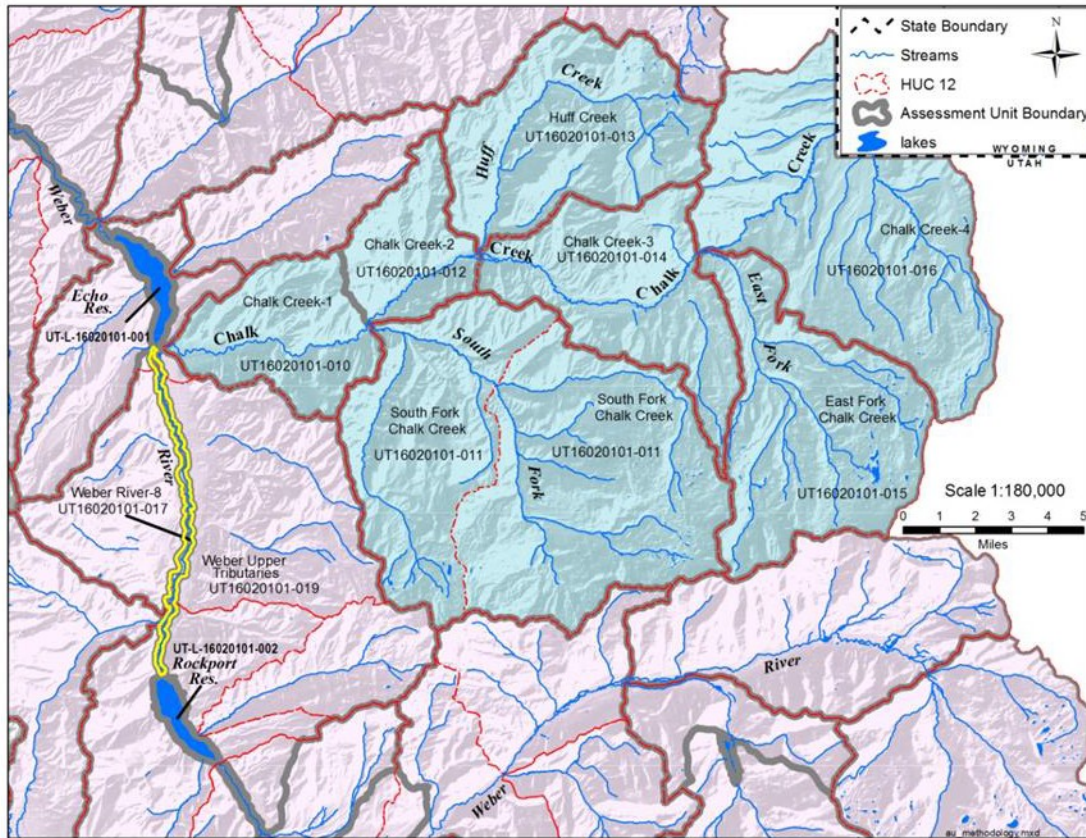 State Boundary
Streams
HUC 12
Assessment Unit Boundary
lakes
N
WYOMING
UTAH
Creek
Huff Creek
UT16020101-013
Huff
Creek
Chalk Creek-4
UT16020101-016
Chalk Creek-2
UT16020101-012
Creek
Chalk Creek-3
UT16020101-014
Chalk
East
Fork
Weber
Echo
Res.
UT-L-16020101-001
Chalk Creek-1
Chalk
UT16020101-010
South
South Fork
Chalk Creek
UT16020101-011
South Fork
Chalk Creek
UT16020101-011
Fork
East Fork
Chalk Creek
UT16020101-015
Scale 1:180,000
0 1 2 3 4 5
Miles
River
Weber River-8
UT16020101-017
Weber Upper
Tributaries
UT16020101-019
UT-L-16020101-002
Rockport
Res.
River
Weber
au_methodology.mxd